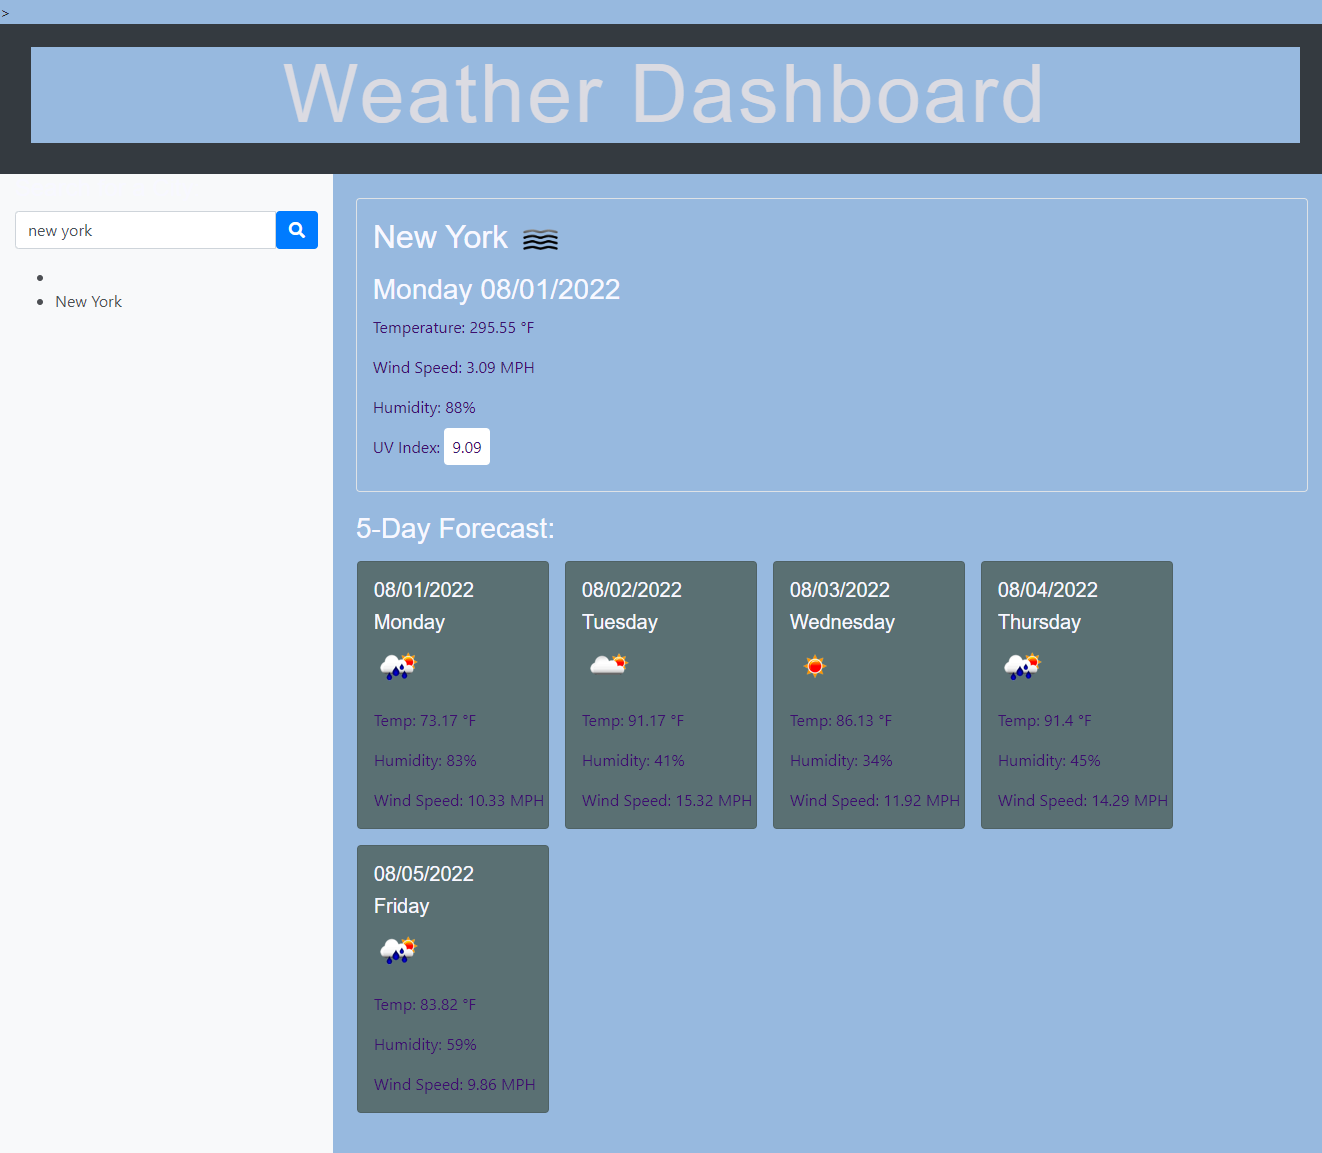 >
Weather Dashboard
new york
New York
New York
Monday 08/01/2022
Temperature: 295.55 °F
Wind Speed: 3.09 MPH
Humidity: 88%
UV Index: 9.09
5-Day Forecast:
08/01/2022
Monday
Temp: 73.17 °F
Humidity: 83%
Wind Speed: 10.33 MPH
08/02/2022
Tuesday
Temp: 91.17 °F
Humidity: 41%
Wind Speed: 15.32 MPH
08/03/2022
Wednesday
Temp: 86.13 °F
Humidity: 34%
Wind Speed: 11.92 MPH
08/04/2022
Thursday
Temp: 91.4 °F
Humidity: 45%
Wind Speed: 14.29 MPH
08/05/2022
Friday
Temp: 83.82 °F
Humidity: 59%
Wind Speed: 9.86 MPH